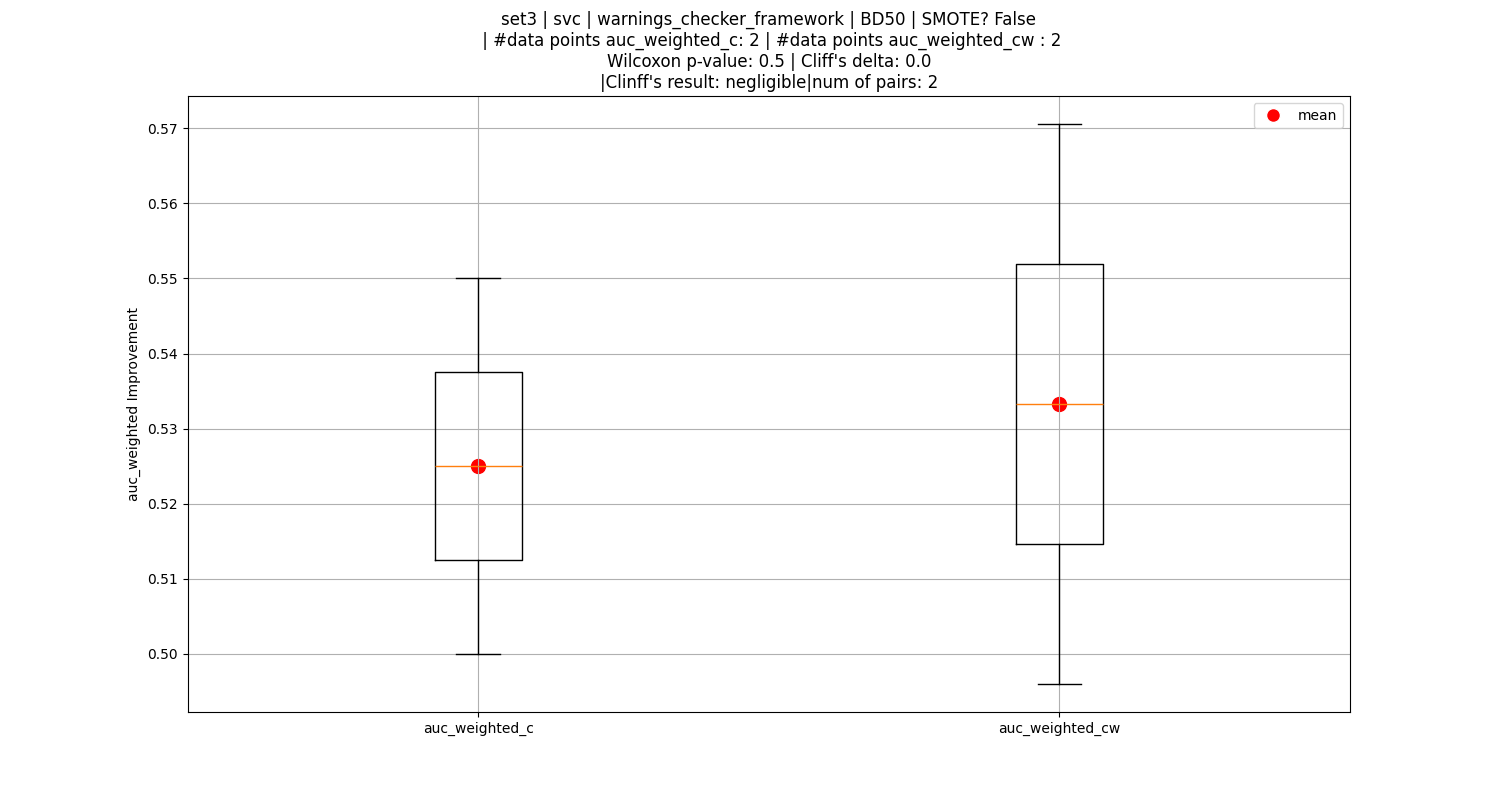 set3 | svc | warnings_checker_framework | BD50 | SMOTE? False
| #data points auc_weighted_c: 2 | #data points auc_weighted_cw : 2
Wilcoxon p-value: 0.5 | Cliff's delta: 0.0
|Clinff's result: negligible|num of pairs: 2
mean
0.57
0.56
0.55
0.54
0.53
0.52
0.51
0.50
auc_weighted Improvement
auc_weighted_c
auc_weighted_cw